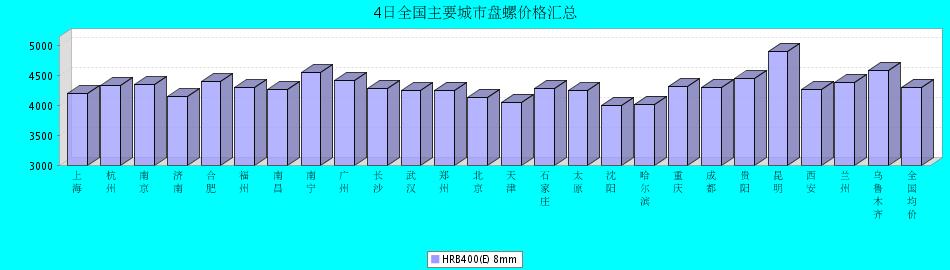 4日全国主要城市盘螺价格汇总
5000
4500
4000
3500
3000
上海
杭州
南京
济南
合肥
福州
南昌
南宁
广州
长沙
武汉
郑州
北京
天津
石家庄
太原
沈阳
哈尔滨
重庆
成都
贵阳
昆明
西安
兰州
乌鲁木齐
全国均价
HRB400(E) 8mm